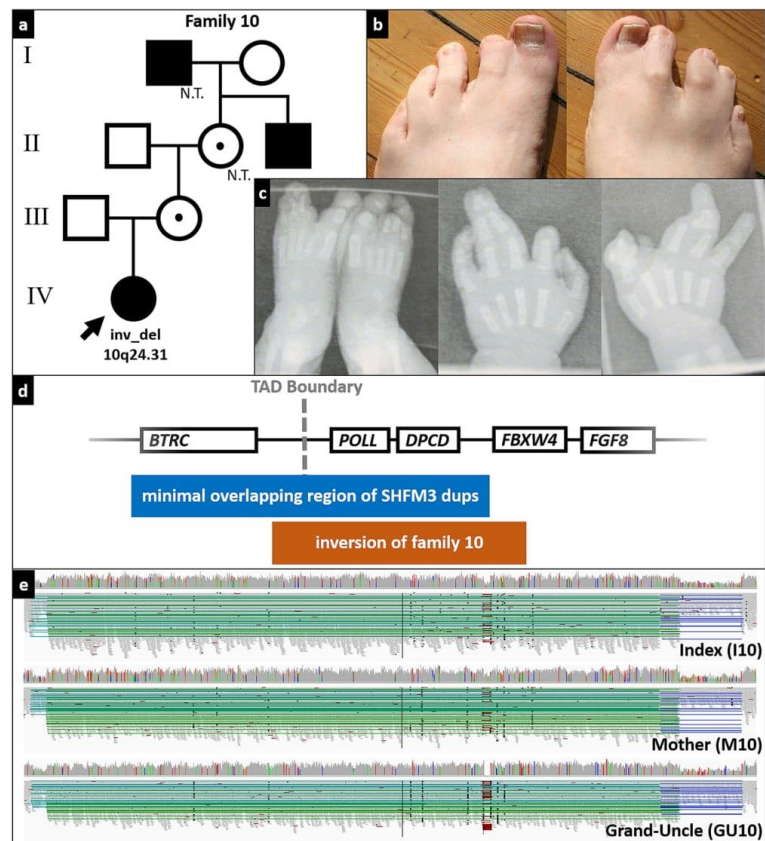 a
Family 10
b
I
N.T.
II
N.T.
III
c
IV
inv_del
10q24.31
d
TAD Boundary
BTRC
POLL
DPCD
FBXW4
FGF8
minimal overlapping region of SHFM3 dups
inversion of family 10
e
Index (I10)
Mother (M10)
Grand-Uncle (GU10)